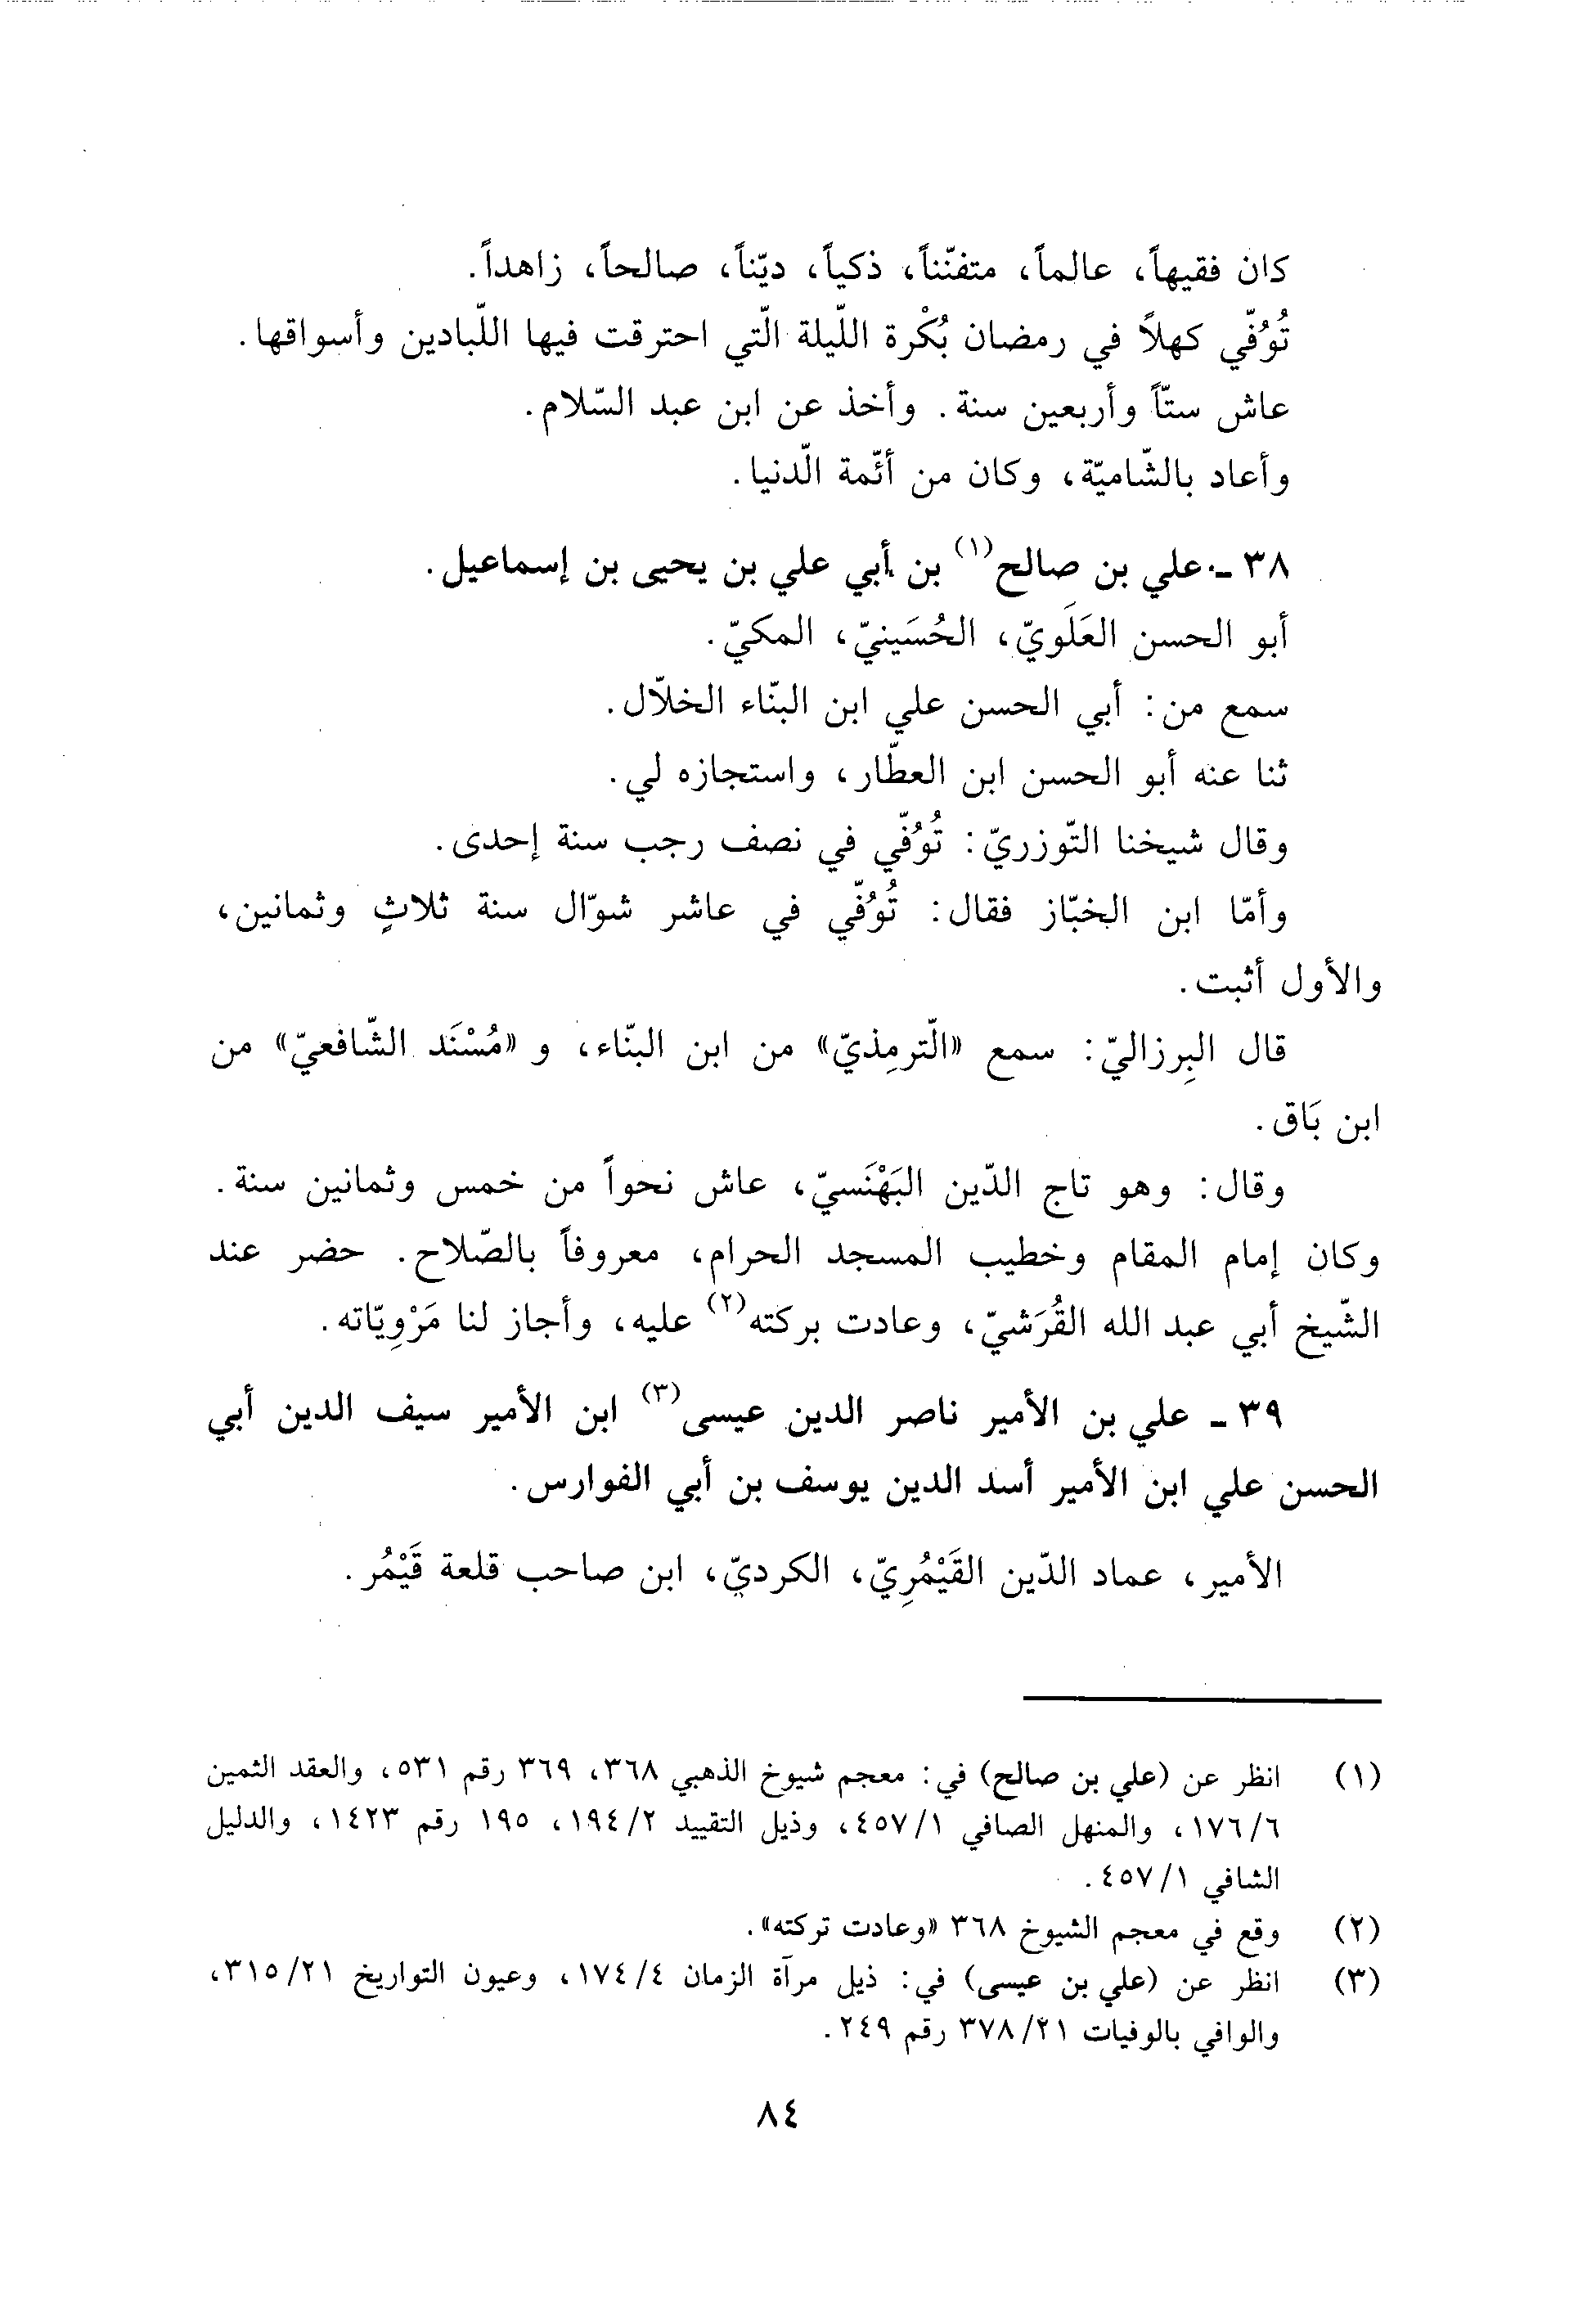 كان فقيهاً، عالماً، متفنّناً، ذكياً، ديّناً، صالحاً، زاهداً.
تُوُفّي كهلاً في رمضان بُكْرة اللّيلة الّتي احترقت فيها اللّبادين وأسواقها.
عاش ستّاً وأربعين سنة. وأخذ عن ابن عبد السّلام.
وأعاد بالشّاميّة، وكان من أئّمة الّدنيا.
٣٨ - علي بن صالح(١) بن أبي علي بن يحيى بن إسماعيل.
أبو الحسن العَلَويّ، الحُسَينيّ، المكيّ.
سمع من: أبي الحسن علي ابن البنّاء الخلاّل.
ثنا عنه أبو الحسن ابن العطّار، واستجازه لي.
وقال شيخنا التّوزريّ: تُوُفّي في نصف رجب سنة إحدى.
وأمّا ابن الخبّاز فقال: تُوُفّي في عاشر شوّال سنة ثلاثٍ وثمانين،
والأول أثبت.
قال البِرزاليّ: سمع «الّترمِذيّ» من ابن البنّاء، و «مُسْنَد الشّافعيّ» من
ابن بَاق.
وقال: وهو تاج الدّين البَهْنَسيّ، عاش نحواً من خمس وثمانين سنة.
وكان إمام المقام وخطيب المسجد الحرام، معروفاً بالصّلاح. حضر عند
الشّيخ أبي عبد الله القُرَشيّ، وعادت بركته(٢) عليه، وأجاز لنا مَرْوِيّاته.
٣٩ - علي بن الأمير ناصر الدين عيسى(٣) ابن الأمير سيف الدين أبي
الحسن علي ابن الأمير أسد الدين يوسف بن أبي الفوارس.
الأمير، عماد الدّين القَيْمُرِيّ، الكرديّ، ابن صاحب قلعة قَيْمُر.
(١) انظر عن (علي بن صالح) في: معجم شيوخ الذهبي ٣٦٨، ٣٦٩ رقم ٥٣١، والعقد الثمين
٦/١٧٦، والمنهل الصافي ١/٤٥٧، وذيل التقييد ٢/١٩٤، ١٩٥ رقم ١٤٢٣، والدليل
الشافي ١/٤٥٧.
(٢) وقع في معجم الشيوخ ٣٦٨ «وعادت تركته».
(٣) انظر عن (علي بن عيسى) في: ذيل مرآة الزمان ٤/١٧٤، وعيون التواريخ ٢١/٣١٥،
والوافي بالوفيات ٢١/٣٧٨ رقم ٢٤٩.
٨٤